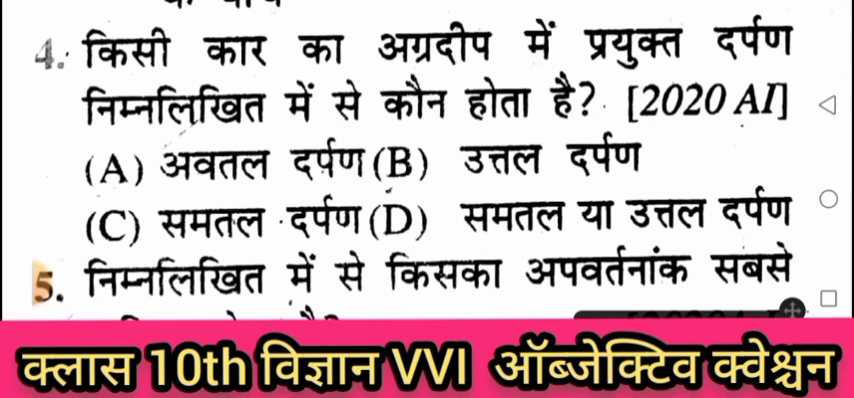 4. किसी कार का अग्रदीप में प्रयुक्त दर्पण
निम्नलिखित में से कौन होता है? [2020 AI]
(A) अवतल दर्पण (B) उत्तल दर्पण
(C) समतल दर्पण (D) समतल या उत्तल दर्पण
5. निम्नलिखित में से किसका अपवर्तनांक सबसे
क्लास 10th विज्ञान VVI ऑब्जेक्टिव क्वेश्चन